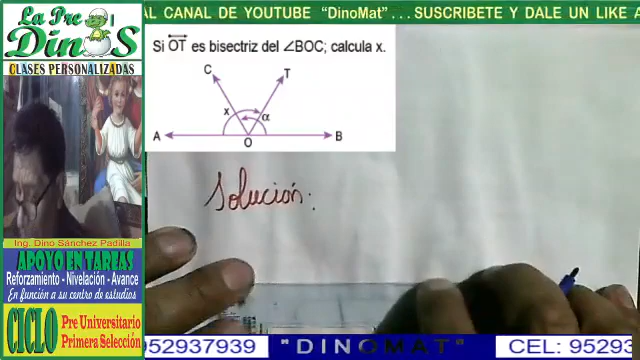 AL CANAL DE YOUTUBE "DinoMat"... SUSCRIBETE Y DALE UN LIKE A
La Pre
DinoS
CLASES PERSONALIZADAS
Si OT es bisectriz del ∠BOC; calcula x.
C
T
x
α
A
B
O
Solución:
Ing. Dino Sánchez Padilla
APOYO EN TAREAS
Reforzamiento - Nivelación - Avance
En función a su centro de estudios
CICLO Pre Universitario
Primera Selección
952937939 "DINOMAT" CEL: 95293